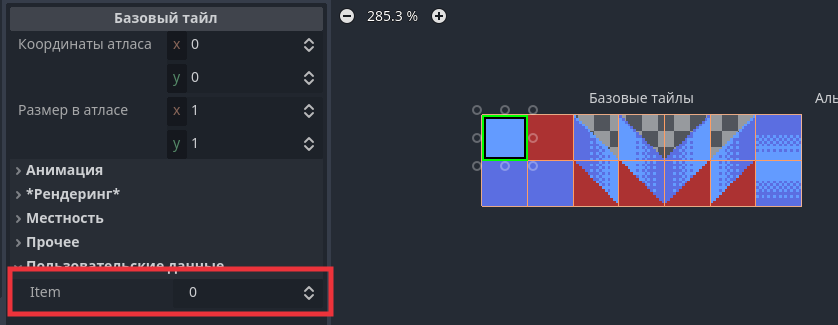 Базовый тайл
285.3 %
Координаты атласа x 0
y 0
Размер в атласе x 1
y 1
Анимация
*Рендеринг*
Местность
Прочее
Пользовательские данные
Item 0
Базовые тайлы
Аль